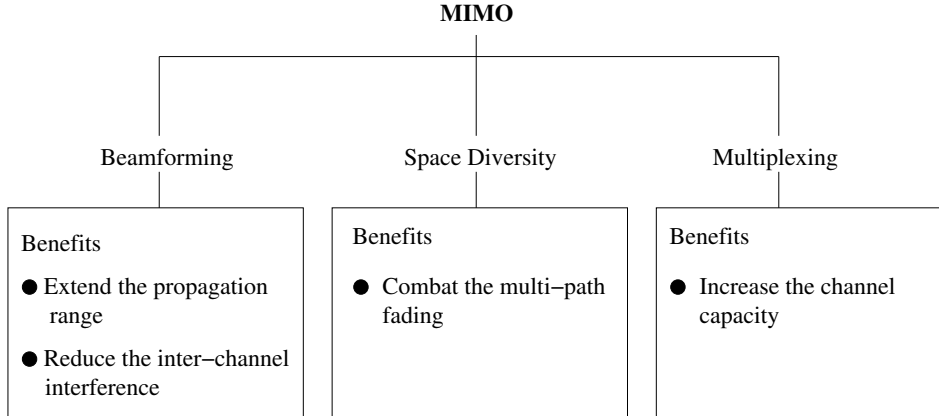 MIMO
Beamforming
Space Diversity
Multiplexing
Benefits
● Extend the propagation
range
● Reduce the inter−channel
interference
Benefits
● Combat the multi−path
fading
Benefits
● Increase the channel
capacity